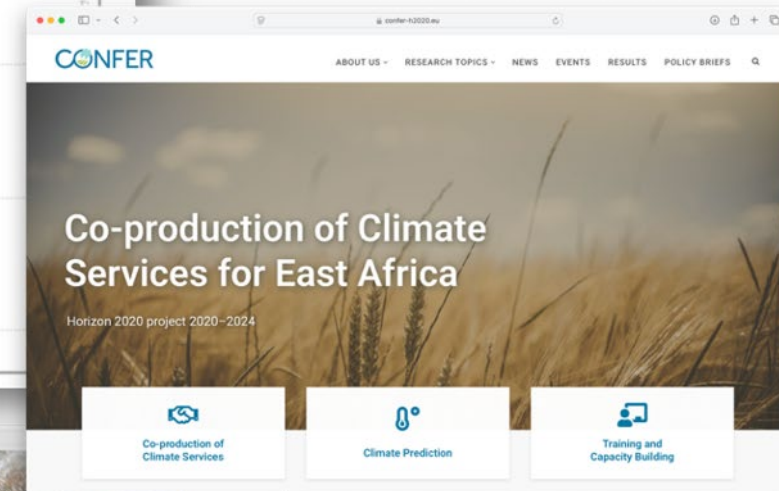 confer-h2020.eu
CONFER
ABOUT US
RESEARCH TOPICS
NEWS
EVENTS
RESULTS
POLICY BRIEFS
Co-production of Climate
Services for East Africa
Horizon 2020 project 2020–2024
Co-production of
Climate Services
Climate Prediction
Training and
Capacity Building